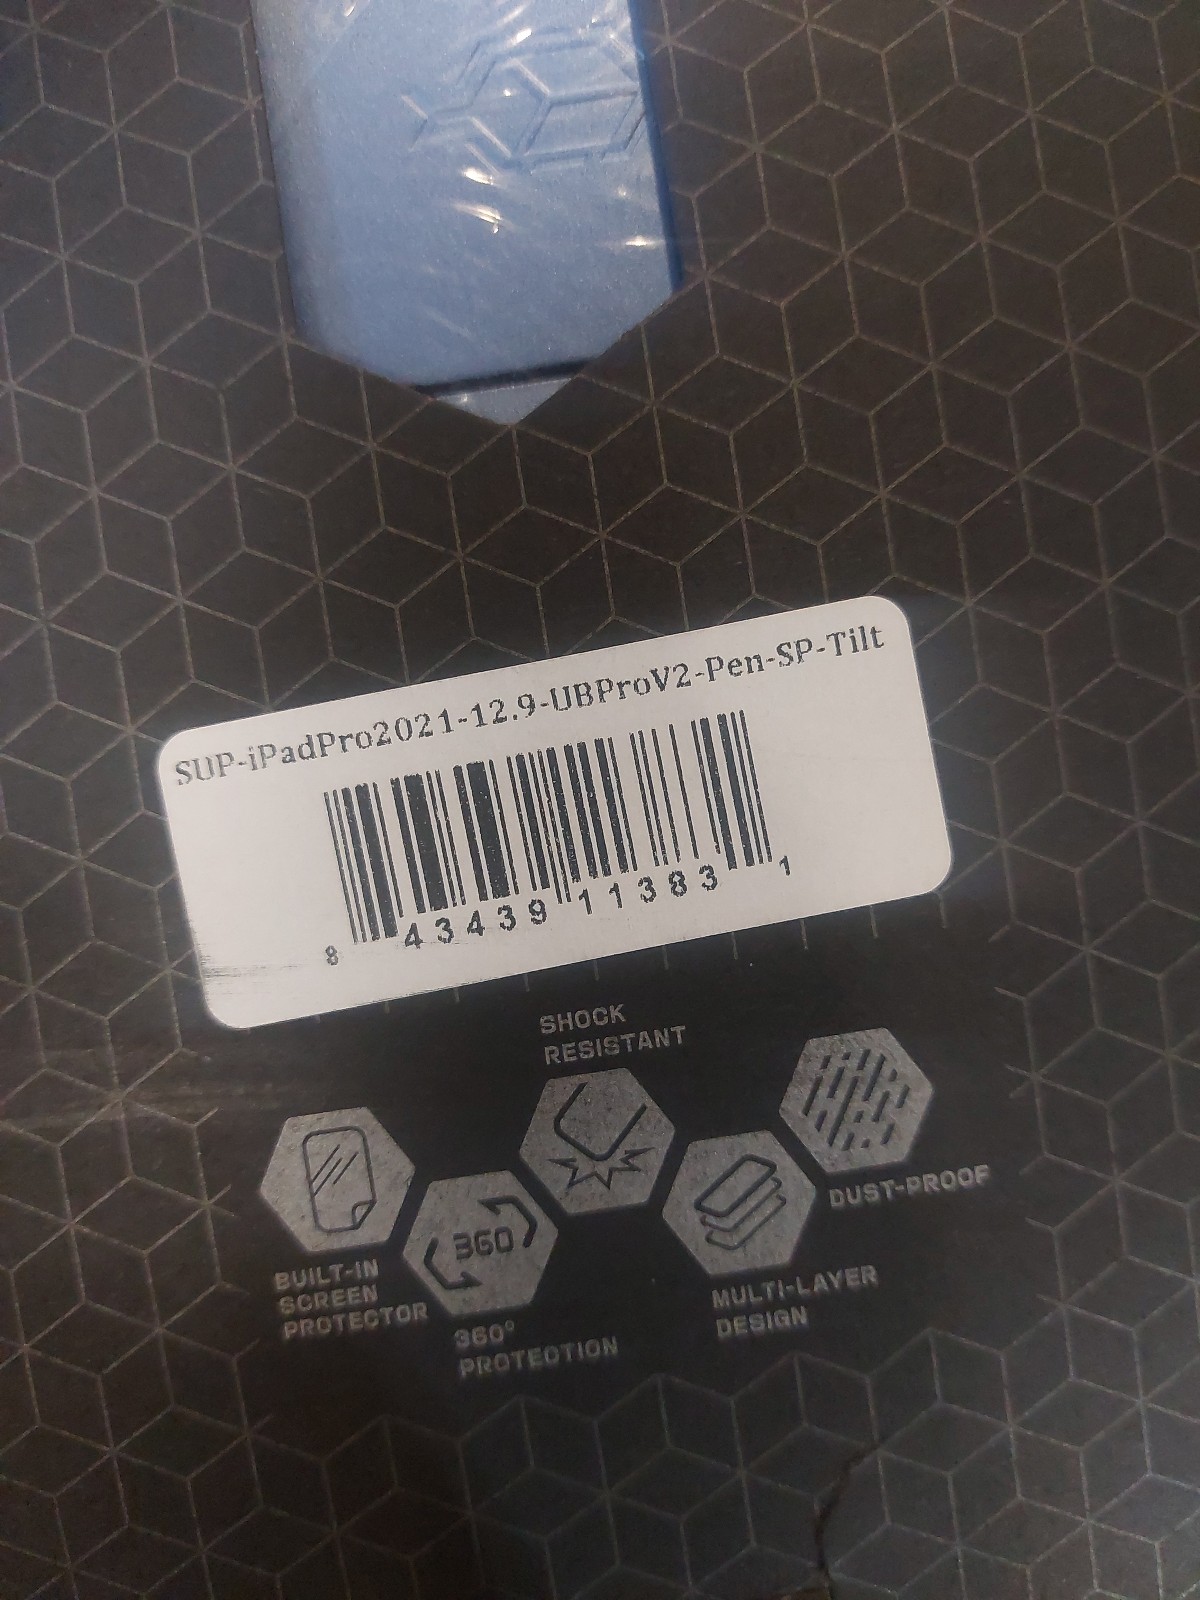 SUP-iPadPro2021-12.9-UBProV2-Pen-SP-Tilt
8 43439 11383 1
SHOCK
RESISTANT
DUST-PROOF
BUILT-IN
SCREEN
PROTECTOR
360
360°
PROTECTION
MULTI-LAYER
DESIGN